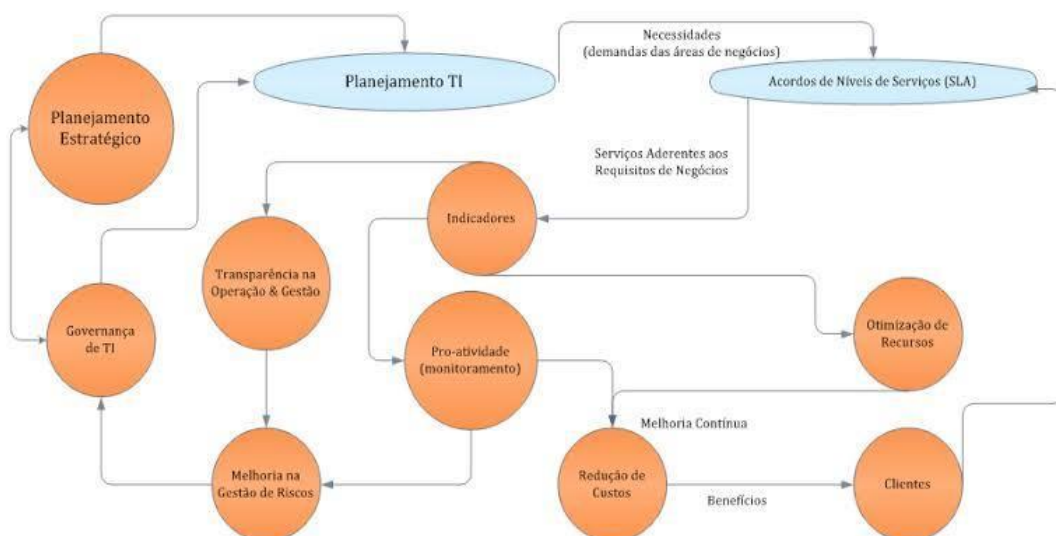 Necessidades
(demandas das áreas de negócios)
Planejamento TI
Acordos de Níveis de Serviços (SLA)
Planejamento
Estratégico
Serviços Aderentes aos
Requisitos de Negócios
Indicadores
Transparência na
Operação & Gestão
Otimização de
Recursos
Governança
de TI
Pro-atividade
(monitoramento)
Melhoria Contínua
Melhoria na
Gestão de Riscos
Redução de
Custos
Benefícios
Clientes